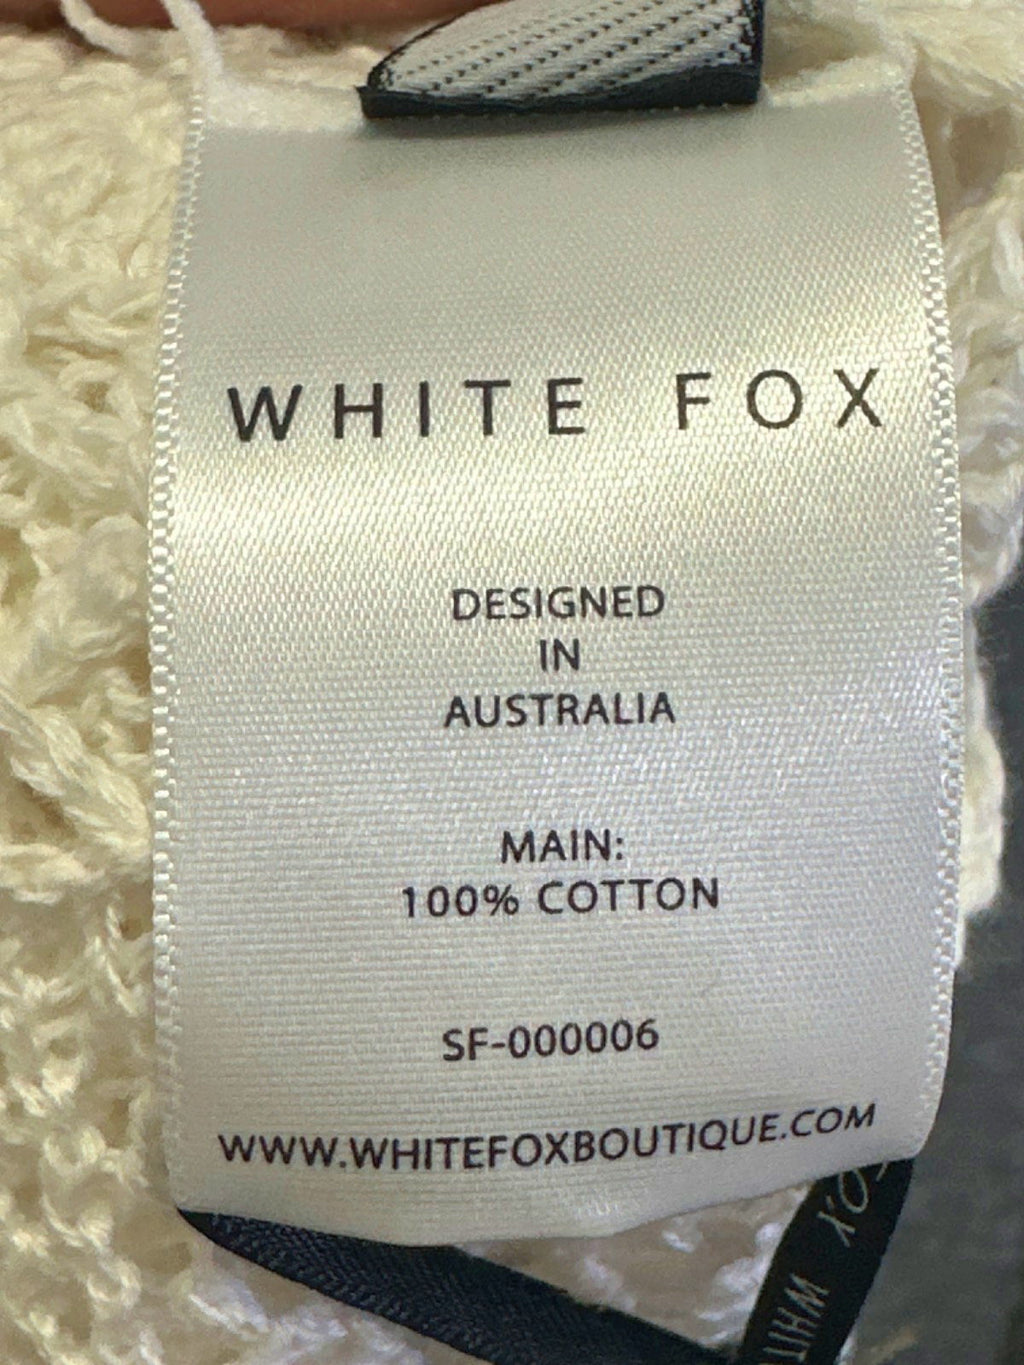 WHITE FOX
DESIGNED
IN
AUSTRALIA
MAIN:
100% COTTON
SF-000006
WWW.WHITEFOXBOUTIQUE.COM